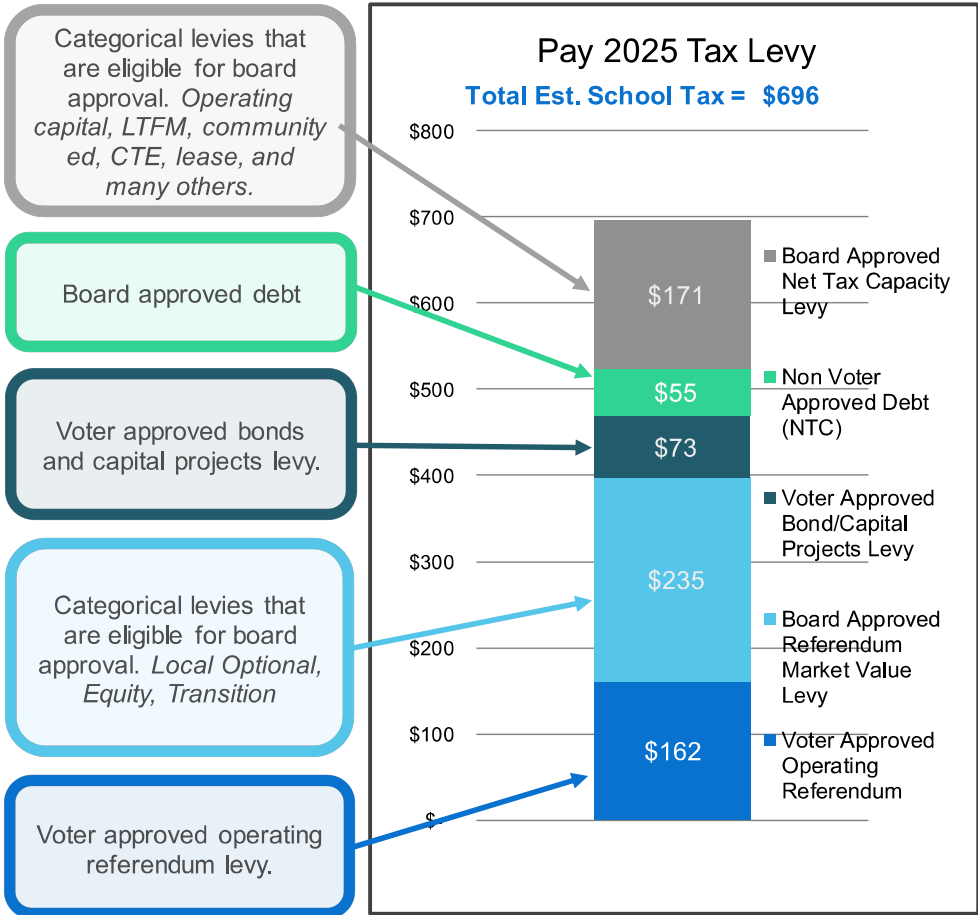 Categorical levies that
are eligible for board
approval. Operating
capital, LTFM, community
ed, CTE, lease, and
many others.
Board approved debt
Voter approved bonds
and capital projects levy.
Categorical levies that
are eligible for board
approval. Local Optional,
Equity, Transition
Voter approved operating
referendum levy.
Pay 2025 Tax Levy
Total Est. School Tax = $696
$800
$700
$600
$500
$400
$300
$200
$100
$-
$171
$55
$73
$235
$162
Board Approved
Net Tax Capacity
Levy
Non Voter
Approved Debt
(NTC)
Voter Approved
Bond/Capital
Projects Levy
Board Approved
Referendum
Market Value
Levy
Voter Approved
Operating
Referendum